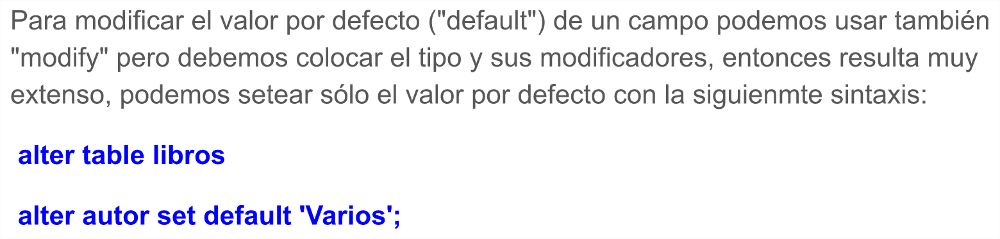 Para modificar el valor por defecto ("default") de un campo podemos usar también
"modify" pero debemos colocar el tipo y sus modificadores, entonces resulta muy
extenso, podemos setear sólo el valor por defecto con la siguienmte sintaxis:
alter table libros
alter autor set default 'Varios';